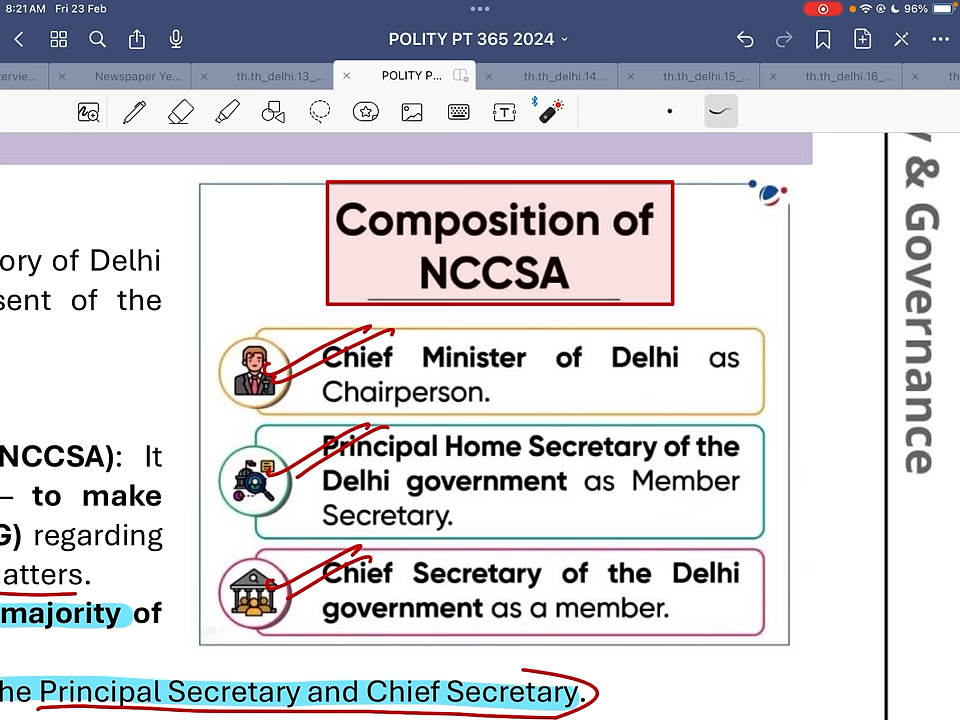 8:21 AM Fri 23 Feb
96%
POLITY PT 365 2024
Newspaper Ye...
th.th_delhi.13_...
POLITY P...
th.th_delhi.14...
th.th_delhi.15_...
th.th_delhi.16_...
th
& Governance
Composition of
NCCSA
Chief Minister of Delhi as
Chairperson.
Principal Home Secretary of the
Delhi government as Member
Secretary.
Chief Secretary of the Delhi
government as a member.
ory of Delhi
sent of the
NCCSA): It
– to make
G) regarding
atters.
majority of
he Principal Secretary and Chief Secretary.